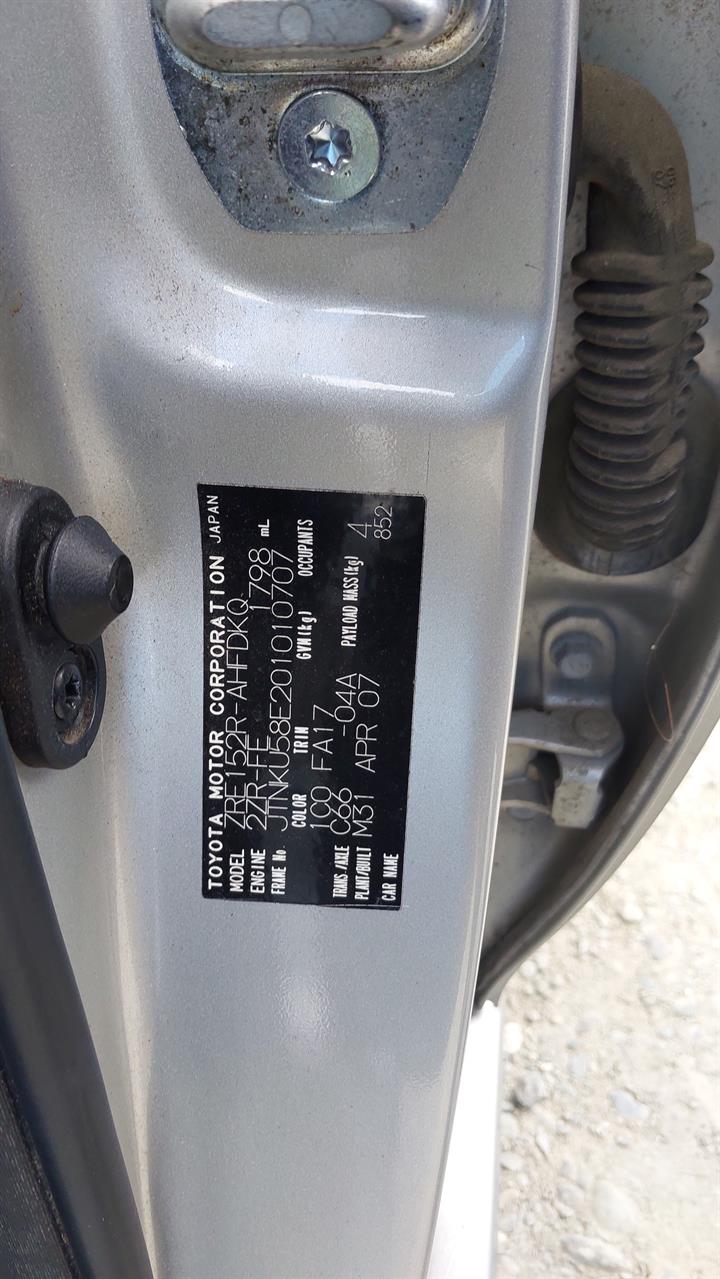 TOYOTA MOTOR CORPORATION JAPAN
MODEL ZRE152R-AHFDKQ
ENGINE 2ZR-FE 1798 mL
FRAME No. JTNKU58E201010707
COLOR TRIM GVM(kg) OCCUPANTS
1C0 FA17
TRANS/AXLE C66 -04A PAYLOAD MASS(kg) 4
PLANT/BUILT M31 APR 07 852
CAR NAME